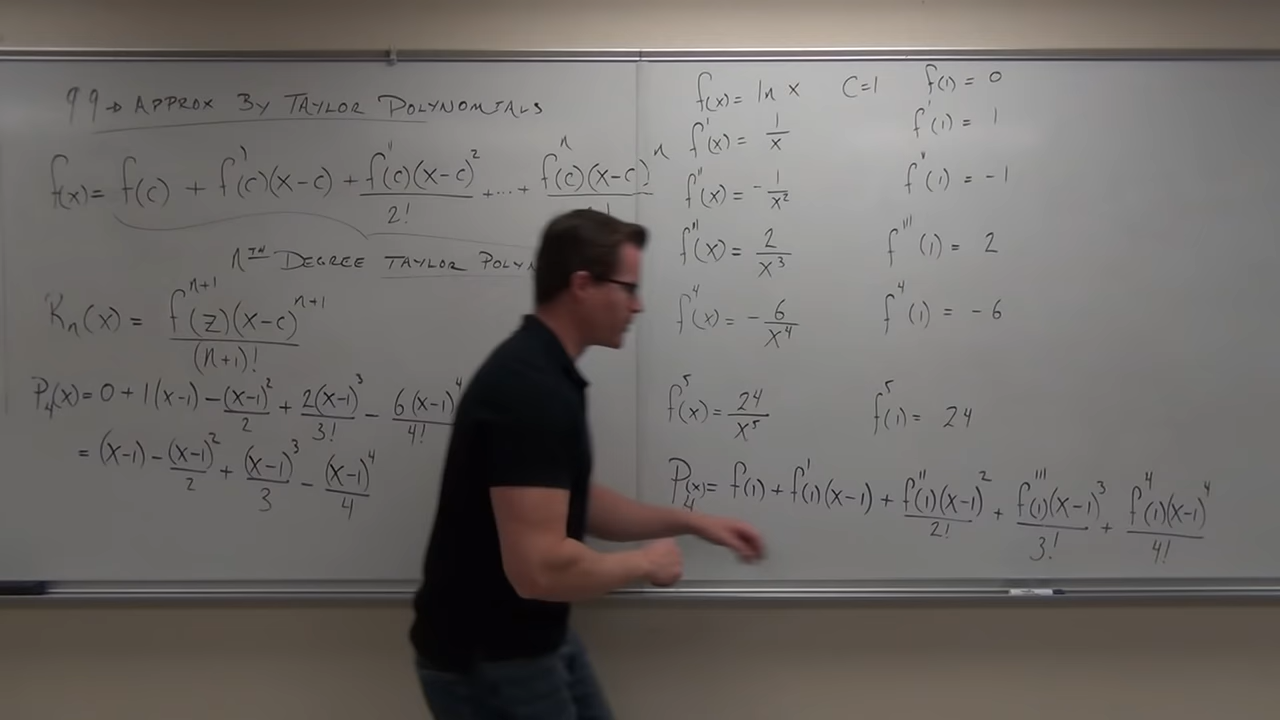 99→ APPROX BY TAYLOR POLYNOMIALS
f(x) = f(c) + f'(c)(x-c) + f''(c)(x-c)²/2! + ... + fⁿ(c)(x-c)ⁿ/!
nTH DEGREE TAYLOR
Rn(x) = fⁿ⁺¹(z)(x-c)ⁿ⁺¹/(n+1)!
P₄(x) = 0 + 1(x-1) - (x-1)²/2 + 2(x-1)³/3! - 6(x-1)⁴/4!
= (x-1) - (x-1)²/2 + (x-1)³/3 - (x-1)⁴/4
f(x) = ln x C=1 f(1) = 0
f'(x) = 1/x f'(1) = 1
f''(x) = -1/x² f''(1) = -1
f'''(x) = 2/x³ f'''(1) = 2
f⁴(x) = -6/x⁴ f⁴(1) = -6
f⁵(x) = 24/x⁵ f⁵(1) = 24
P₄(x) = f(1) + f'(1)(x-1) + f''(1)(x-1)²/2! + f'''(1)(x-1)³/3! + f⁴(1)(x-1)⁴/4!